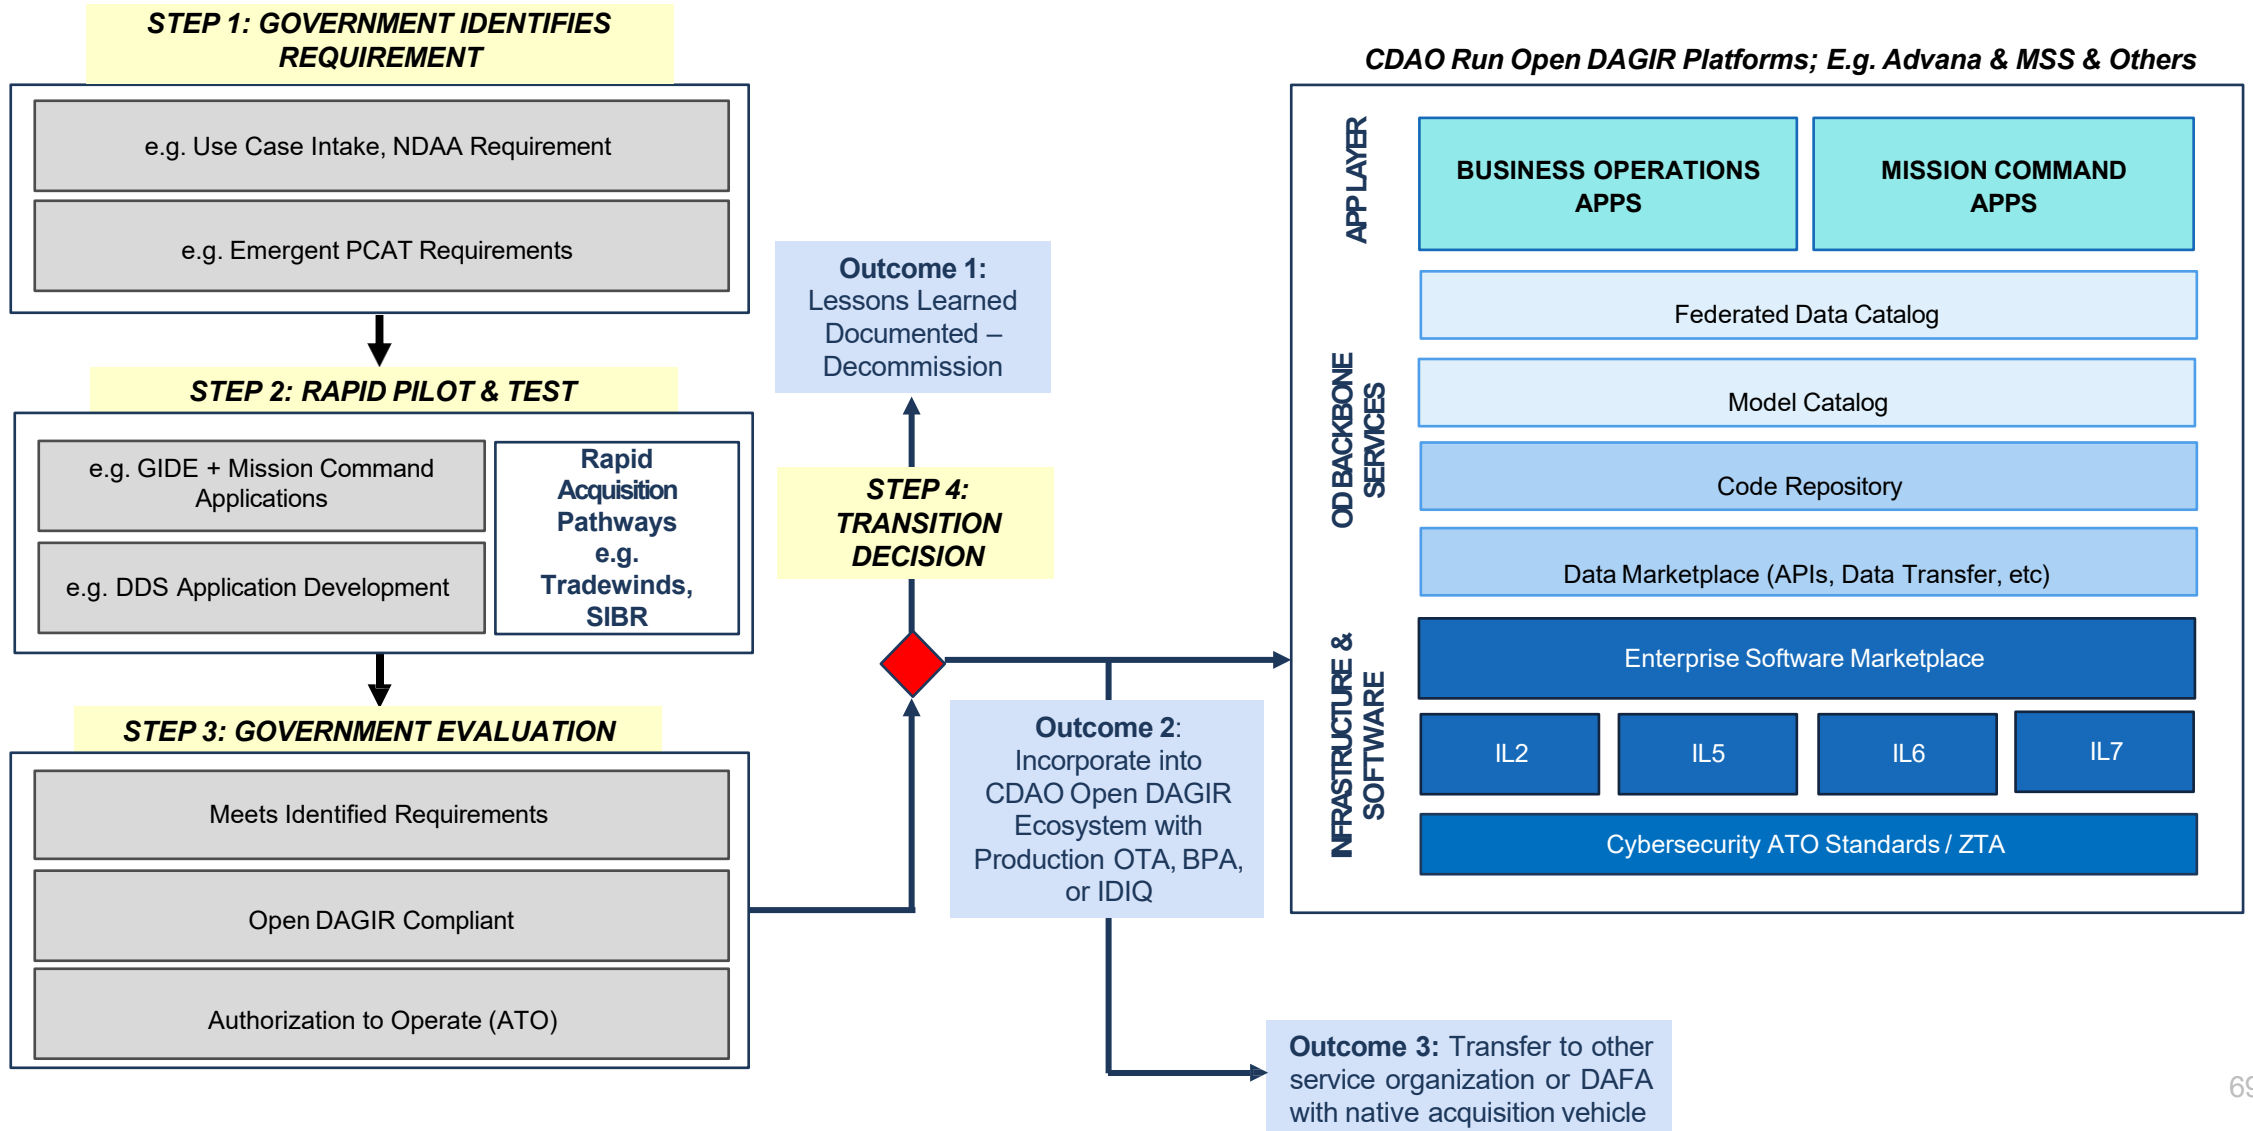 STEP 1: GOVERNMENT IDENTIFIES
REQUIREMENT
e.g. Use Case Intake, NDAA Requirement
e.g. Emergent PCAT Requirements
STEP 2: RAPID PILOT & TEST
e.g. GIDE + Mission Command
Applications
e.g. DDS Application Development
Rapid
Acquisition
Pathways
e.g.
Tradewinds,
SIBR
STEP 3: GOVERNMENT EVALUATION
Meets Identified Requirements
Open DAGIR Compliant
Authorization to Operate (ATO)
Outcome 1:
Lessons Learned
Documented –
Decommission
STEP 4:
TRANSITION
DECISION
Outcome 2:
Incorporate into
CDAO Open DAGIR
Ecosystem with
Production OTA, BPA,
or IDIQ
Outcome 3: Transfer to other
service organization or DAFA
with native acquisition vehicle
CDAO Run Open DAGIR Platforms; E.g. Advana & MSS & Others
APP LAYER
BUSINESS OPERATIONS
APPS
MISSION COMMAND
APPS
OD BACKBONE
SERVICES
Federated Data Catalog
Model Catalog
Code Repository
Data Marketplace (APIs, Data Transfer, etc)
INFRASTRUCTURE &
SOFTWARE
Enterprise Software Marketplace
IL2
IL5
IL6
IL7
Cybersecurity ATO Standards / ZTA
69